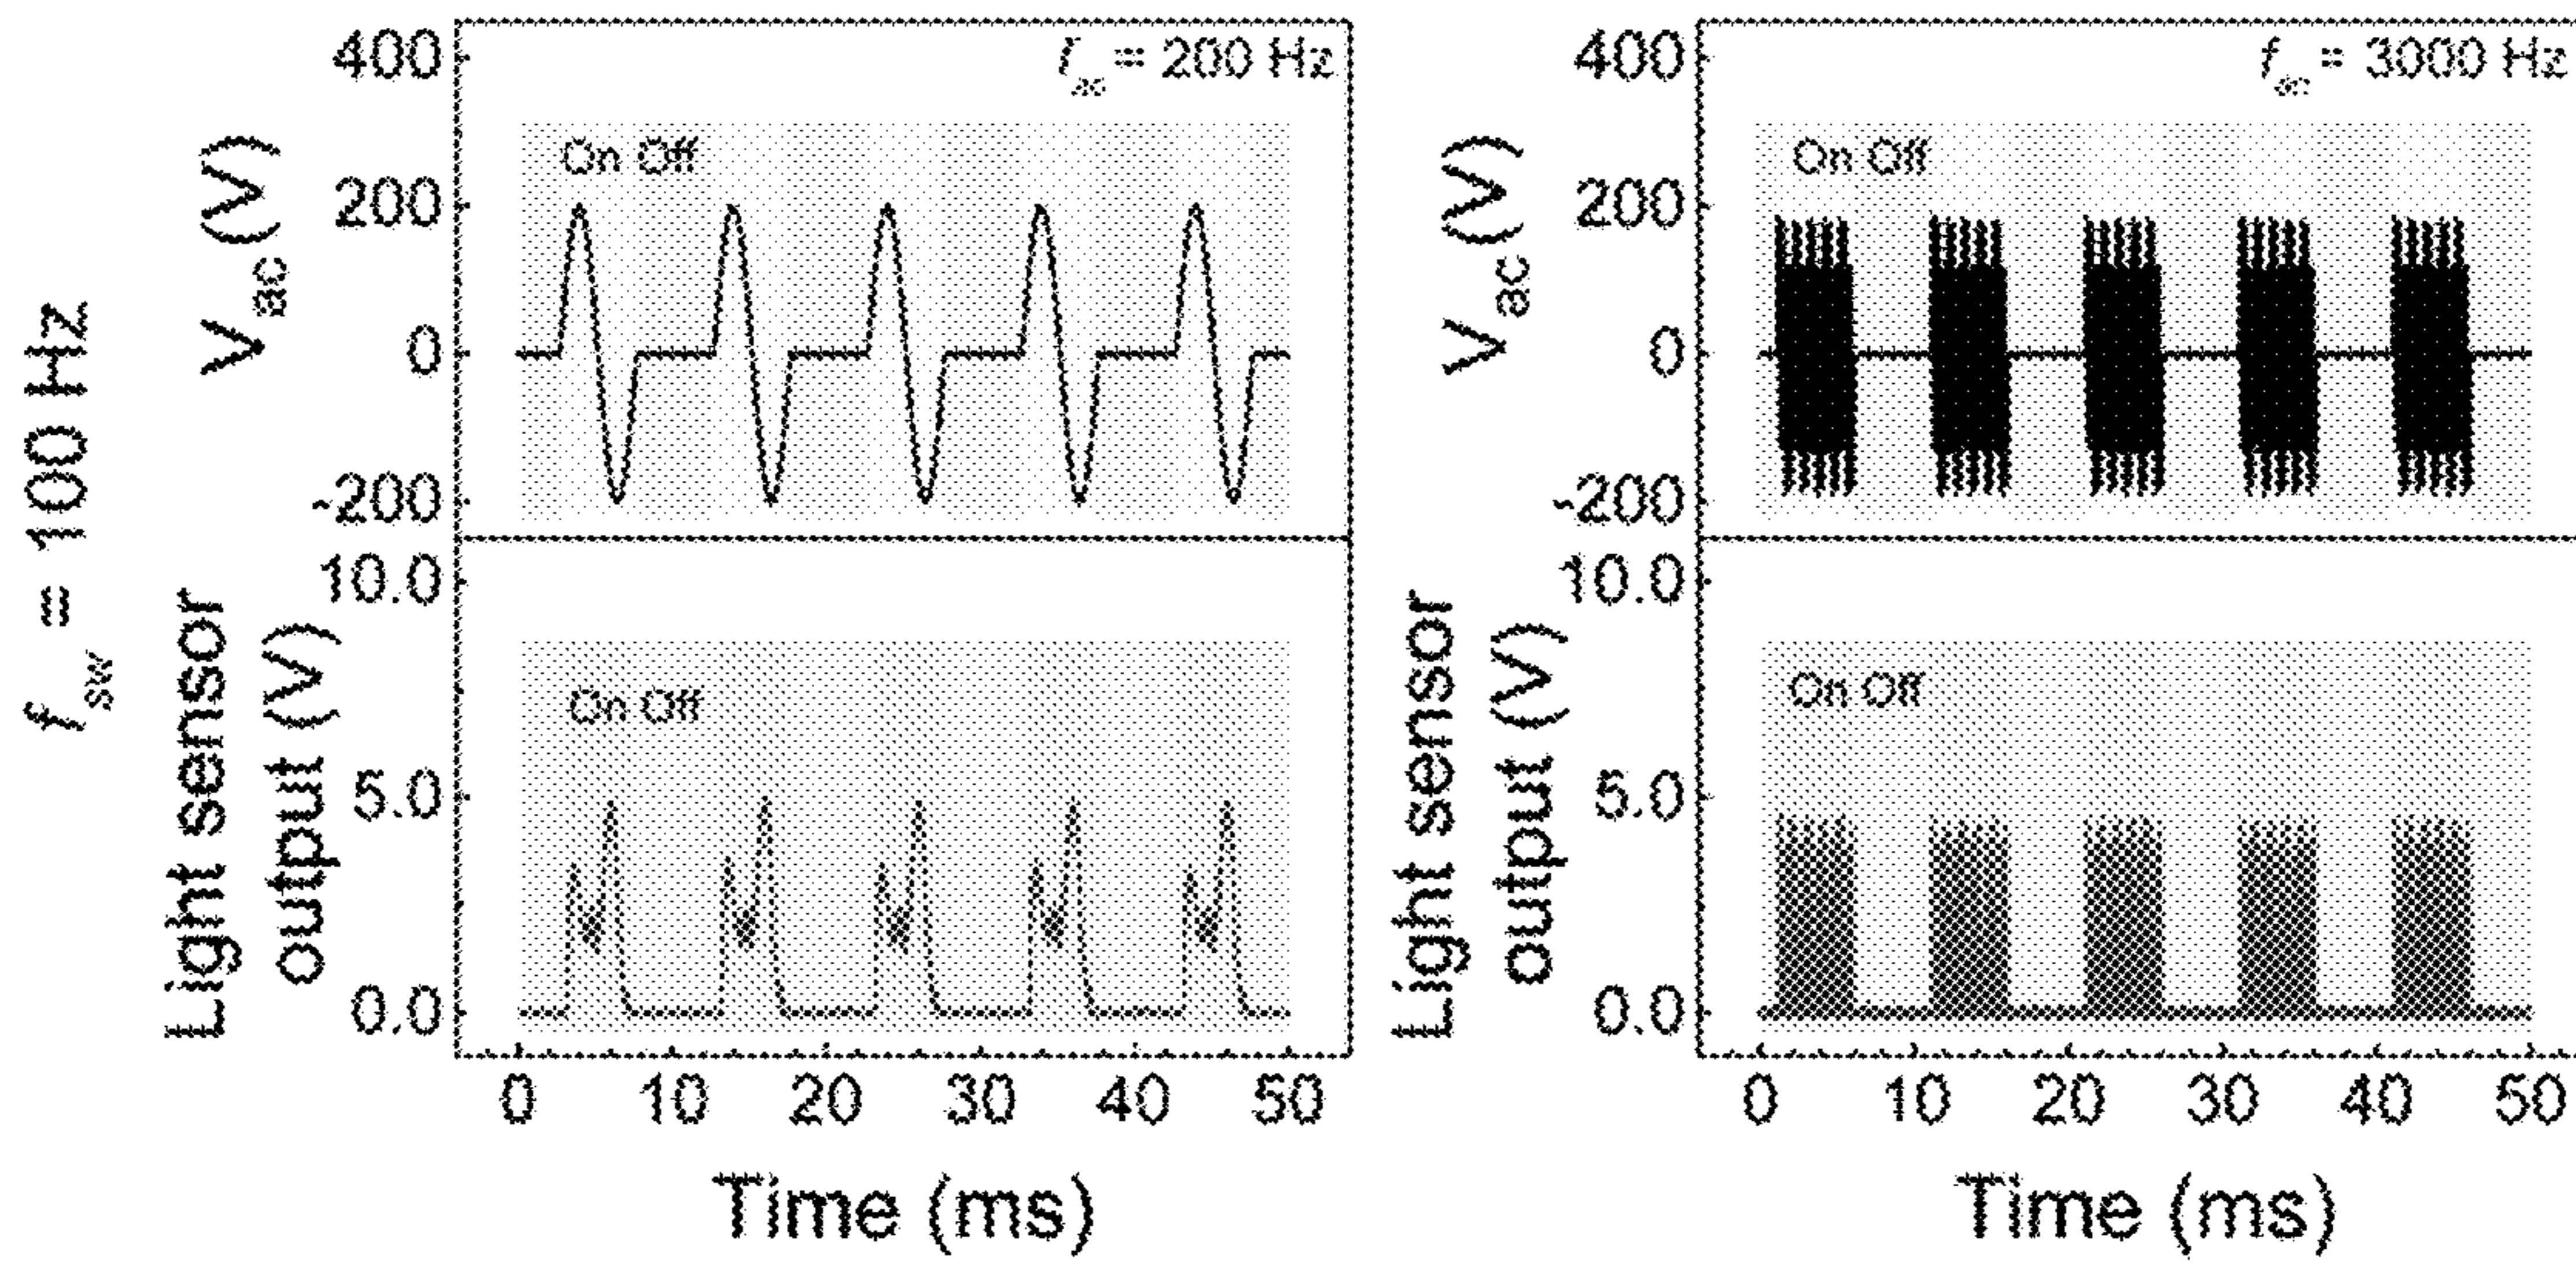 f_sw = 100 Hz
V_ac (V)
400
200
0
-200
f_ac = 200 Hz
On Off
Light sensor
output (V)
10.0
5.0
0.0
On Off
0 10 20 30 40 50
Time (ms)
V_ac (V)
400
200
0
-200
f_ac = 3000 Hz
On Off
Light sensor
output (V)
10.0
5.0
0.0
On Off
0 10 20 30 40 50
Time (ms)